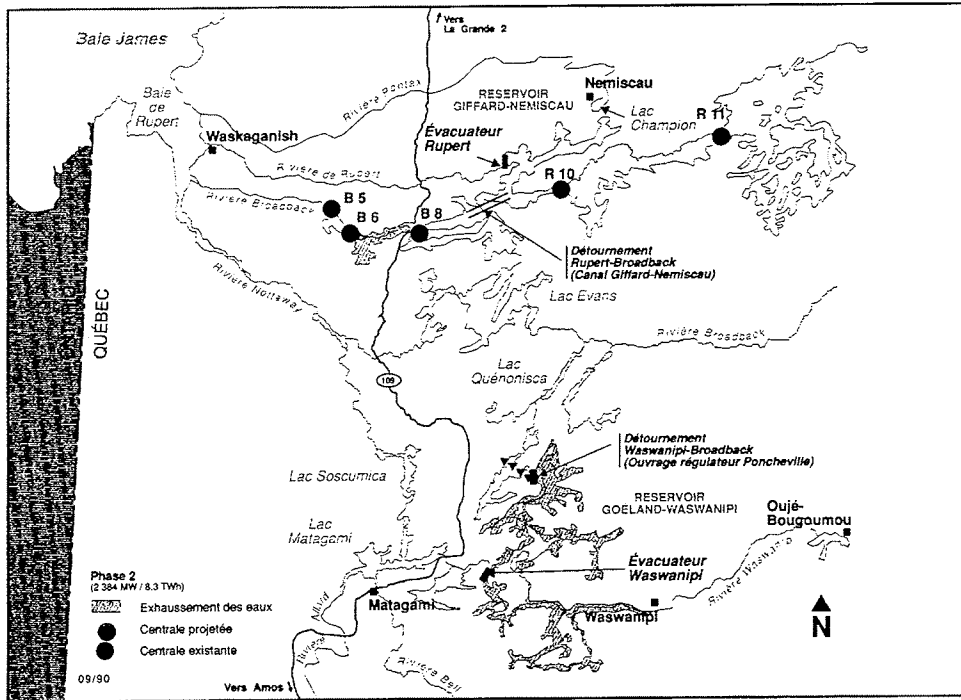 Vers
La Grande 2
Baie James
Baie
de
Rupert
Rivière Pontax
RESERVOIR
GIFFARD-NEMISCAU
Nemiscau
Lac
Champion
R 11
Waskaganish
Évacuateur
Rupert
Rivière de Rupert
R 10
Rivière Broadback
B 5
B 6
B 8
Détournement
Rupert-Broadback
(Canal Giffard-Nemiscau)
Rivière Nottaway
Lac Evans
ONTARIO
QUÉBEC
Rivière Broadback
Lac
Quénonisca
109
Détournement
Waswanipi-Broadback
(Ouvrage régulateur Poncheville)
Lac Soscumica
RESERVOIR
GOELAND-WASWANIPI
Oujé-
Bougoumou
Lac
Matagami
Évacuateur
Waswanipi
Rivière Waswanipi
Phase 2
(2 384 MW / 8.3 TWh)
Exhaussement des eaux
Centrale projetée
Centrale existante
Matagami
Waswanipi
Rivière Allard
Rivière Bell
N
09/90
Vers Amos